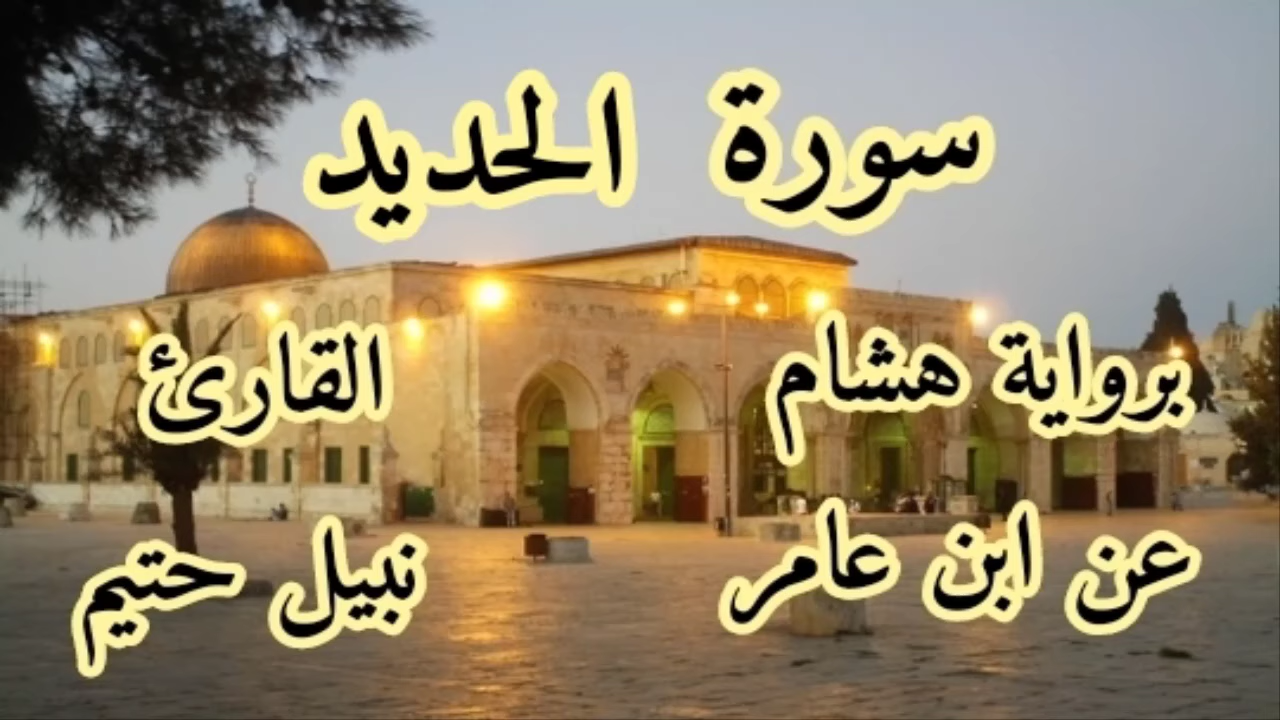 سورة الحديد
برواية هشام
عن ابن عامر
القارئ
نبيل حتيم